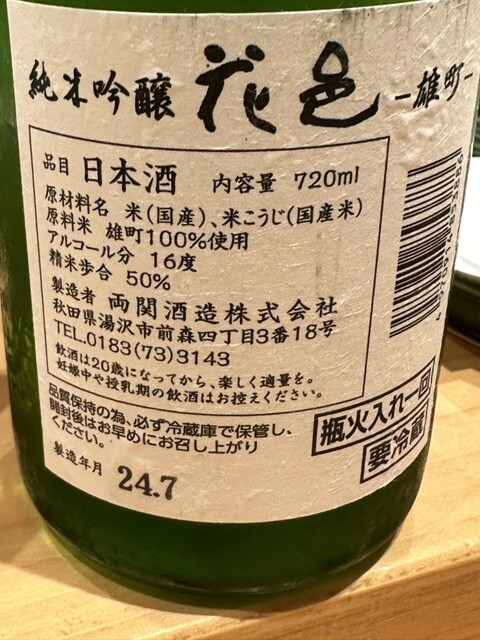 純米吟醸 花邑 -雄町-
品目 日本酒 内容量 720ml
原材料名 米(国産)、米こうじ(国産米)
原料米 雄町100%使用
アルコール分 16度
精米歩合 50%
製造者 両関酒造株式会社
秋田県湯沢市前森四丁目3番18号
TEL.0183(73)3143
飲酒は20歳になってから、楽しく適量を。
妊娠中や授乳期の飲酒はお控えください。
品質保持の為、必ず冷蔵庫で保管し、
開封後はお早めにお召し上がり
ください。
瓶火入れ一回
要冷蔵
製造年月 24.7